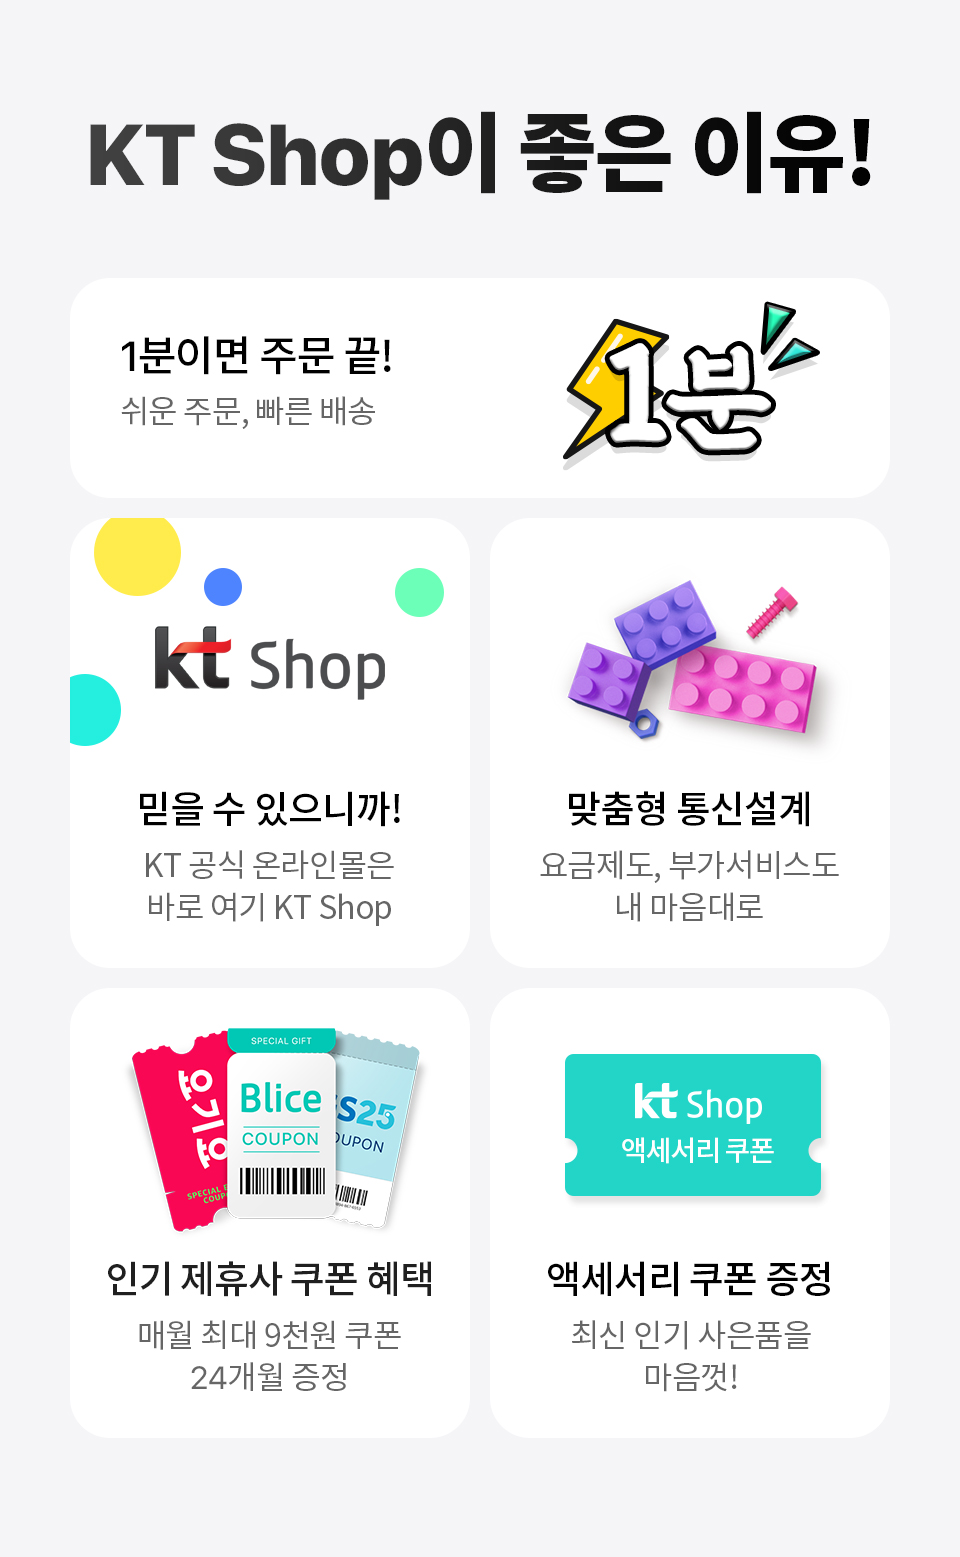 KT Shop이 좋은 이유!
1분이면 주문 끝!
쉬운 주문, 빠른 배송
1분
kt Shop
믿을 수 있으니까!
KT 공식 온라인몰은
바로 여기 KT Shop
맞춤형 통신설계
요금제도, 부가서비스도
내 마음대로
요기요
SPECIAL
COUP
SPECIAL GIFT
Blice
COUPON
S25
UPON
인기 제휴사 쿠폰 혜택
매월 최대 9천원 쿠폰
24개월 증정
kt Shop
액세서리 쿠폰
액세서리 쿠폰 증정
최신 인기 사은품을
마음껏!